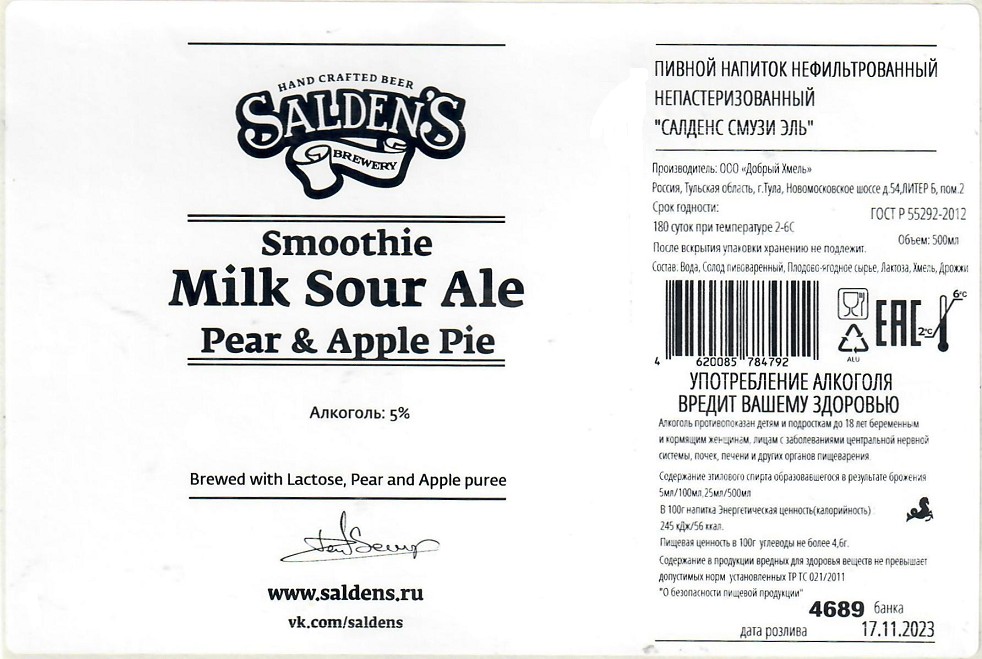 HAND CRAFTED BEER
SALDEN'S
BREWERY
Smoothie
Milk Sour Ale
Pear & Apple Pie
Алкоголь: 5%
Brewed with Lactose, Pear and Apple puree
www.saldens.ru
vk.com/saldens
ПИВНОЙ НАПИТОК НЕФИЛЬТРОВАННЫЙ
НЕПАСТЕРИЗОВАННЫЙ
"САЛДЕНС СМУЗИ ЭЛЬ"
Производитель: ООО «Добрый Хмель»
Россия, Тульская область, г.Тула, Новомосковское шоссе д.54,ЛИТЕР Б, пом.2
Срок годности:
ГОСТ Р 55292-2012
180 суток при температуре 2-6С
Объем: 500мл
После вскрытия упаковки хранению не подлежит.
Состав: Вода, Солод пивоваренный, Плодово-ягодное сырье, Лактоза, Хмель, Дрожжи
6°C
EAC
2°C
ALU
4 620085 784792
УПОТРЕБЛЕНИЕ АЛКОГОЛЯ
ВРЕДИТ ВАШЕМУ ЗДОРОВЬЮ
Алкоголь противопоказан детям и подросткам до 18 лет беременным
и кормящим женщинам, лицам с заболеваниями центральной нервной
системы, почек, печени и других органов пищеварения.
Содержание этилового спирта образовавшегося в результате брожения
5мл/100мл,25мл/500мл
В 100г напитка Энергетическая ценность(калорийность) :
245 кДж/56 ккал.
Пищевая ценность в 100г углеводы не более 4,6г.
Содержание в продукции вредных для здоровья веществ не превышает
допустимых норм установленных ТР ТС 021/2011
"О безопасности пищевой продукции"
4689 банка
дата розлива 17.11.2023